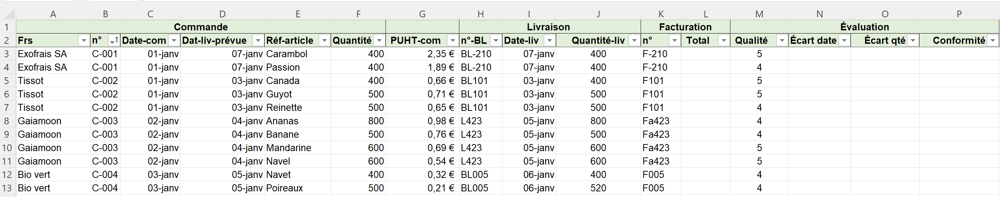 A B C D E F G H I J K L M N O P
1 Commande Livraison Facturation Évaluation
2 Frs n° Date-com Dat-liv-prévue Réf-article Quantité PUHT-com n°-BL Date-liv Quantité-liv n° Total Qualité Écart date Écart qté Conformité
3 Exofrais SA C-001 01-janv 07-janv Carambol 400 2,35 € BL-210 07-janv 400 F-210 5
4 Exofrais SA C-001 01-janv 07-janv Passion 400 1,89 € BL-210 07-janv 400 F-210 4
5 Tissot C-002 01-janv 03-janv Canada 400 0,66 € BL101 03-janv 400 F101 5
6 Tissot C-002 01-janv 03-janv Guyot 500 0,71 € BL101 03-janv 500 F101 5
7 Tissot C-002 01-janv 03-janv Reinette 500 0,65 € BL101 03-janv 500 F101 4
8 Gaiamoon C-003 02-janv 04-janv Ananas 800 0,98 € L423 05-janv 800 Fa423 4
9 Gaiamoon C-003 02-janv 04-janv Banane 500 0,76 € L423 05-janv 500 Fa423 4
10 Gaiamoon C-003 02-janv 04-janv Mandarine 600 0,69 € L423 05-janv 600 Fa423 5
11 Gaiamoon C-003 02-janv 04-janv Navel 600 0,54 € L423 05-janv 600 Fa423 5
12 Bio vert C-004 03-janv 05-janv Navet 400 0,32 € BL005 06-janv 400 F005 4
13 Bio vert C-004 03-janv 05-janv Poireaux 500 0,21 € BL005 06-janv 520 F005 4